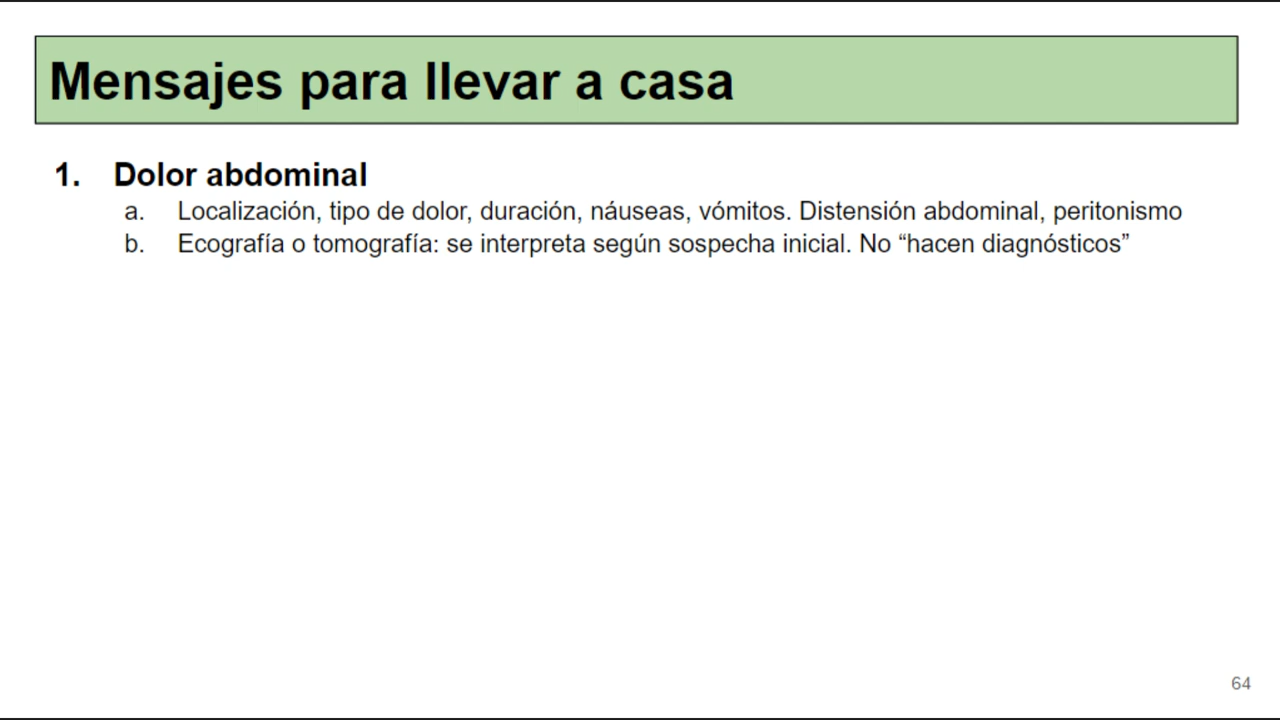 Mensajes para llevar a casa
1. Dolor abdominal
a. Localización, tipo de dolor, duración, náuseas, vómitos. Distensión abdominal, peritonismo
b. Ecografía o tomografía: se interpreta según sospecha inicial. No “hacen diagnósticos”
64